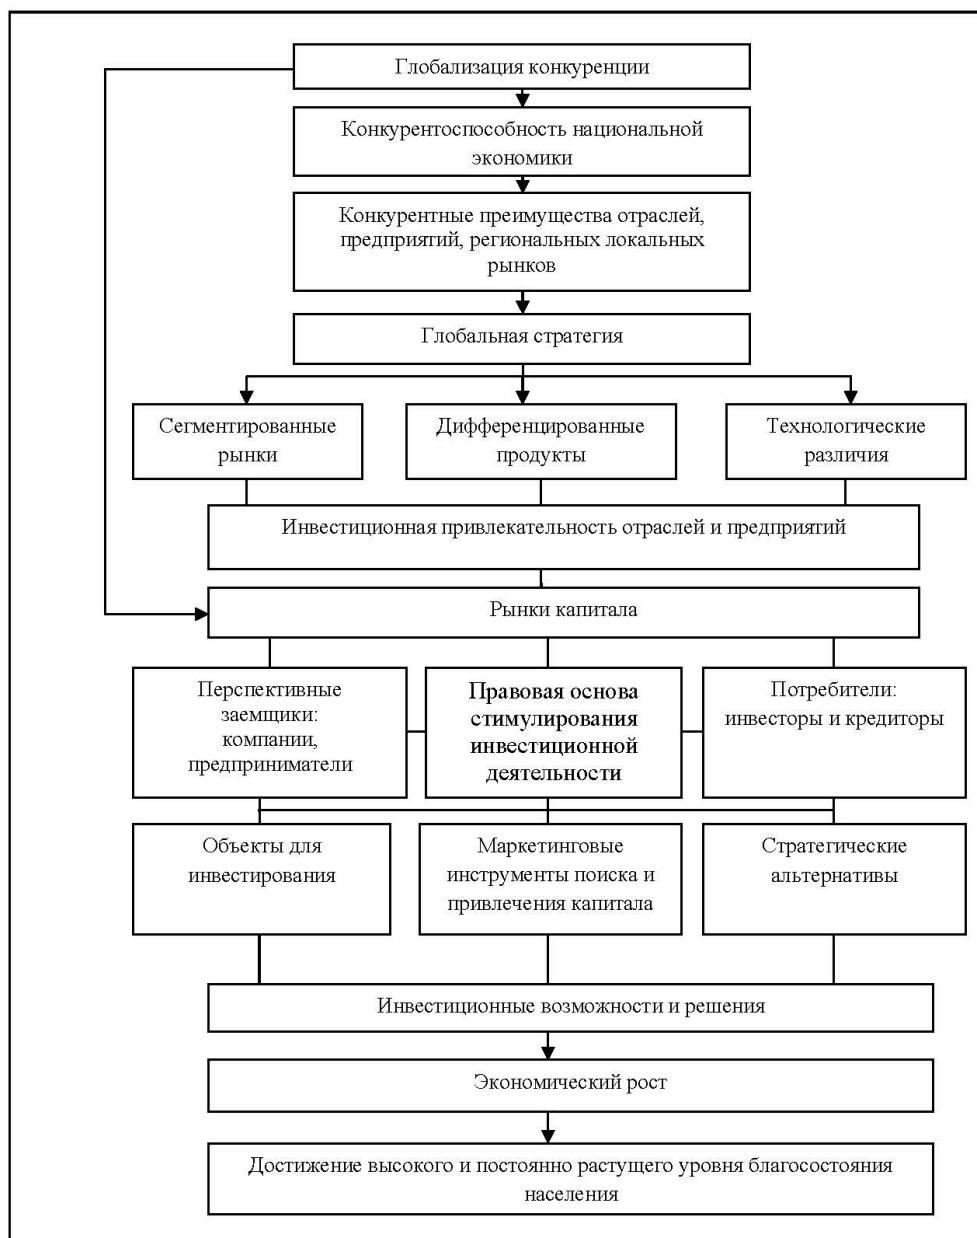 Глобализация конкуренции
Конкурентоспособность национальной
экономики
Конкурентные преимущества отраслей,
предприятий, региональных локальных
рынков
Глобальная стратегия
Сегментированные
рынки
Дифференцированные
продукты
Технологические
различия
Инвестиционная привлекательность отраслей и предприятий
Рынки капитала
Перспективные
заемщики:
компании,
предприниматели
Правовая основа
стимулирования
инвестиционной
деятельности
Потребители:
инвесторы и кредиторы
Объекты для
инвестирования
Маркетинговые
инструменты поиска и
привлечения капитала
Стратегические
альтернативы
Инвестиционные возможности и решения
Экономический рост
Достижение высокого и постоянно растущего уровня благосостояния
населения